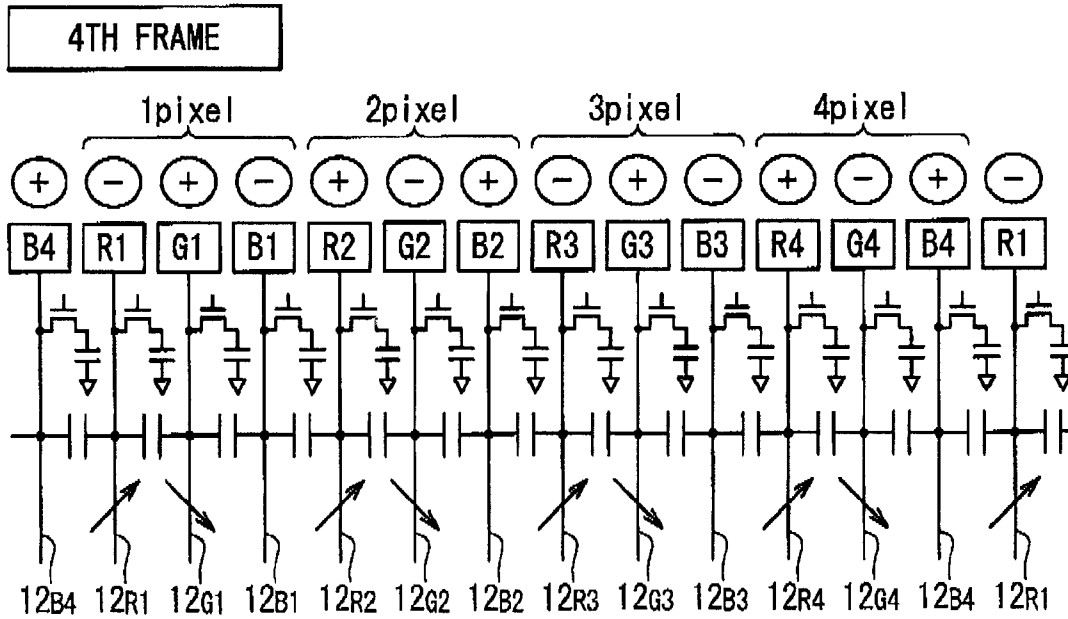 4TH FRAME
1pixel 2pixel 3pixel 4pixel
+ − + − + − + − + − + − + −
B4 R1 G1 B1 R2 G2 B2 R3 G3 B3 R4 G4 B4 R1
12B4 12R1 12G1 12B1 12R2 12G2 12B2 12R3 12G3 12B3 12R4 12G4 12B4 12R1